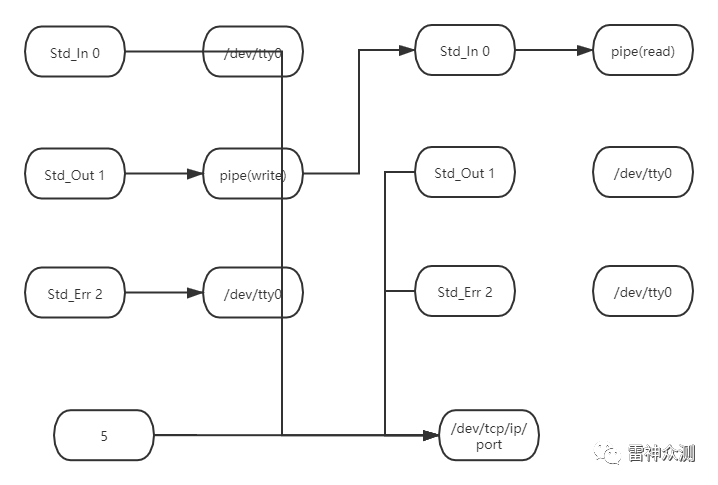 Std_In 0
/dev/tty0
Std_In 0
pipe(read)
Std_Out 1
pipe(write)
Std_Out 1
/dev/tty0
Std_Err 2
/dev/tty0
Std_Err 2
/dev/tty0
5
/dev/tcp/ip/
port
雷神众测